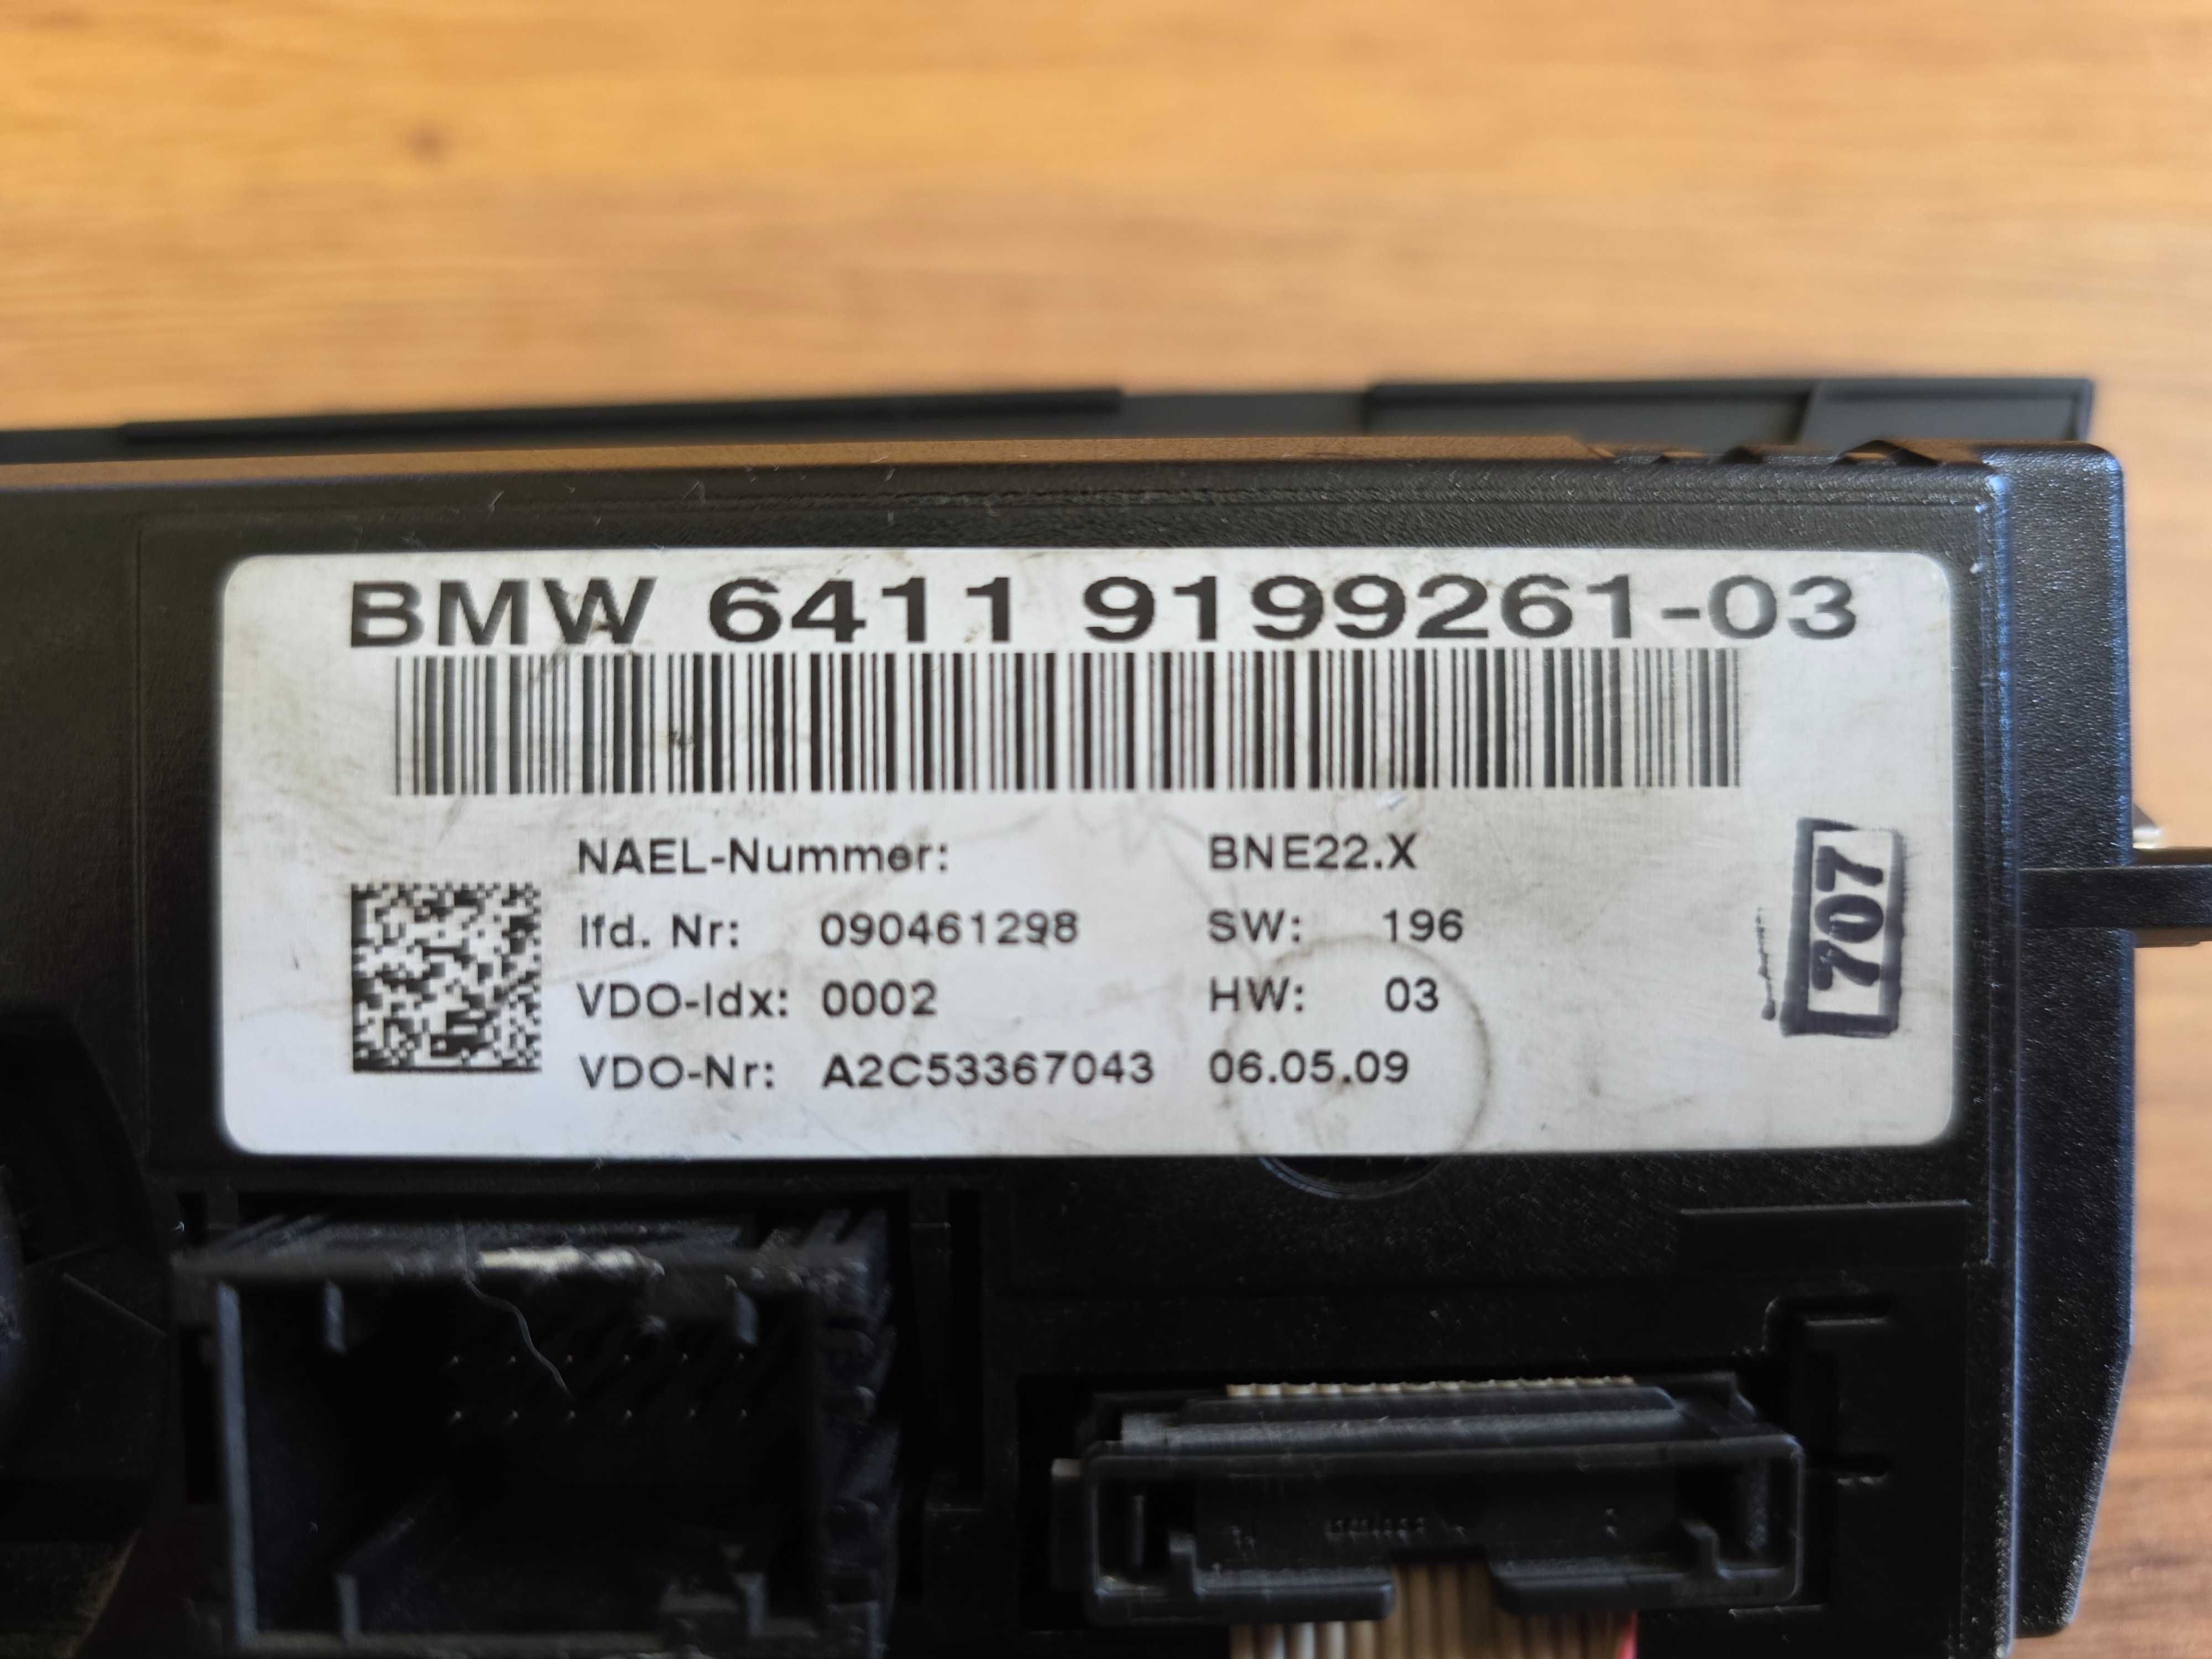 BMW 6411 9199261-03
NAEL-Nummer: BNE22.X
lfd. Nr: 090461298 SW: 196
VDO-Idx: 0002 HW: 03
VDO-Nr: A2C53367043 06.05.09
707